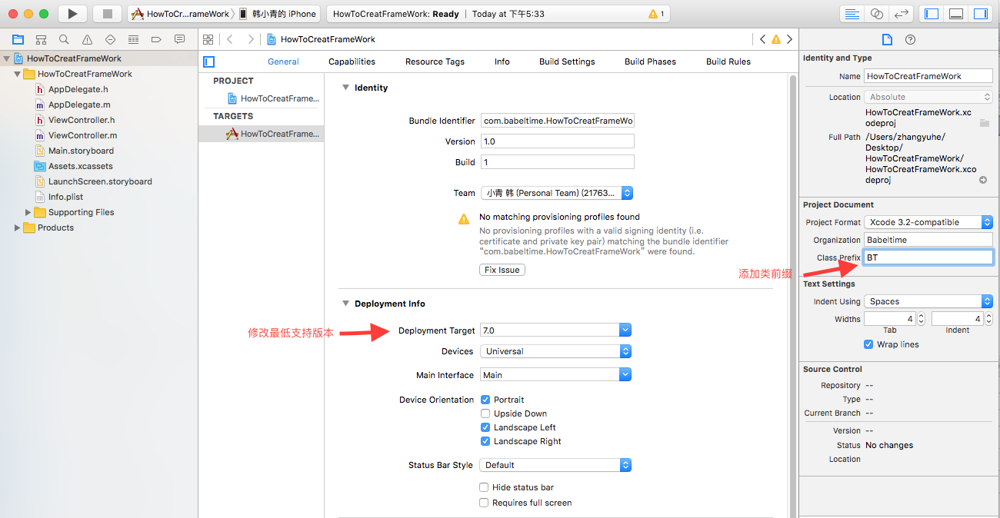 HowToCr...rameWork 〉 韩小青的 iPhone
HowToCreatFrameWork: Ready | Today at 下午5:33
1
HowToCreatFrameWork
HowToCreatFrameWork
AppDelegate.h
AppDelegate.m
ViewController.h
ViewController.m
Main.storyboard
Assets.xcassets
LaunchScreen.storyboard
Info.plist
Supporting Files
Products
HowToCreatFrameWork
General Capabilities Resource Tags Info Build Settings Build Phases Build Rules
PROJECT
HowToCreatFrame...
TARGETS
HowToCreatFrame...
Identity
Bundle Identifier com.babeltime.HowToCreatFrameWo
Version 1.0
Build 1
Team 小青 韩 (Personal Team) (21763...
No matching provisioning profiles found
No provisioning profiles with a valid signing identity (i.e.
certificate and private key pair) matching the bundle identifier
“com.babeltime.HowToCreatFrameWork” were found.
Fix Issue
Deployment Info
修改最低支持版本
Deployment Target 7.0
Devices Universal
Main Interface Main
Device Orientation Portrait
Upside Down
Landscape Left
Landscape Right
Status Bar Style Default
Hide status bar
Requires full screen
Identity and Type
Name HowToCreatFrameWork
Location Absolute
HowToCreatFrameWork.xc
odeproj
Full Path /Users/zhangyuhe/
Desktop/
HowToCreatFrameWork/
HowToCreatFrameWork.xco
deproj
Project Document
Project Format Xcode 3.2-compatible
Organization Babeltime
Class Prefix BT
添加类前缀
Text Settings
Indent Using Spaces
Widths 4 4
Tab Indent
Wrap lines
Source Control
Repository --
Type --
Current Branch --
Version --
Status No changes
Location